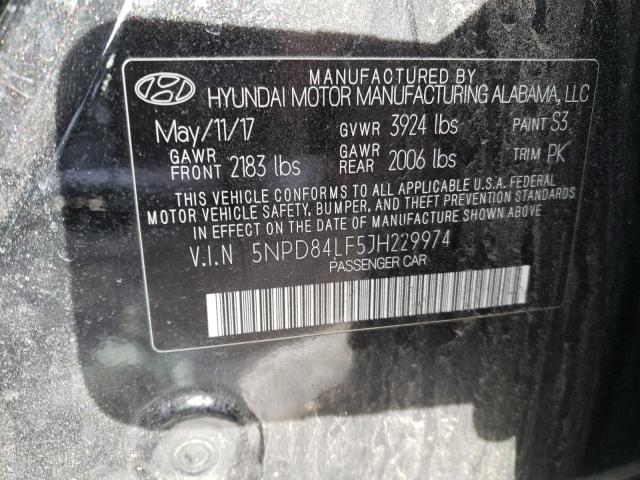 MANUFACTURED BY
HYUNDAI MOTOR MANUFACTURING ALABAMA, LLC
May/11/17 GVWR 3924 lbs PAINT S3
GAWR FRONT 2183 lbs GAWR REAR 2006 lbs TRIM PK
THIS VEHICLE CONFORMS TO ALL APPLICABLE U.S.A. FEDERAL
MOTOR VEHICLE SAFETY, BUMPER, AND THEFT PREVENTION STANDARDS
IN EFFECT ON THE DATE OF MANUFACTURE SHOWN ABOVE.
V.I.N 5NPD84LF5JH229974
PASSENGER CAR